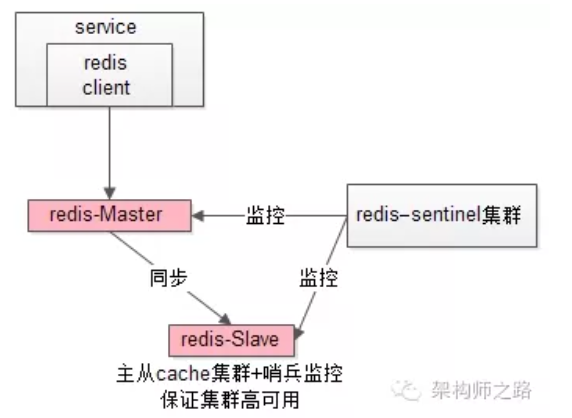 service
redis
client
redis-Master
监控
redis-sentinel集群
同步
监控
redis-Slave
主从cache集群+哨兵监控
保证集群高可用
架构师之路